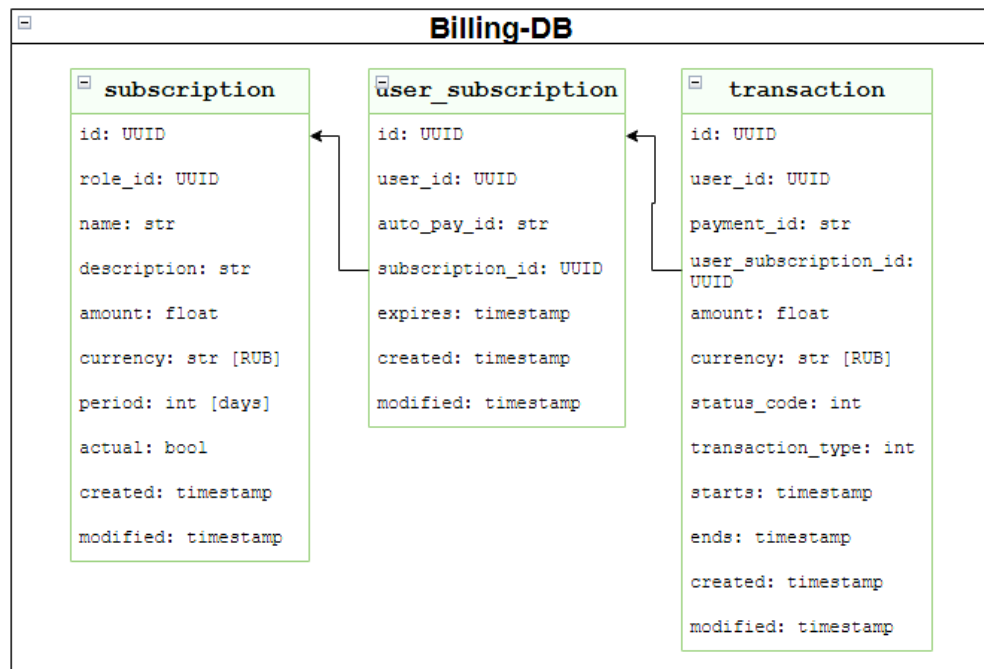 Billing-DB
subscription
id: UUID
role_id: UUID
name: str
description: str
amount: float
currency: str [RUB]
period: int [days]
actual: bool
created: timestamp
modified: timestamp
user_subscription
id: UUID
user_id: UUID
auto_pay_id: str
subscription_id: UUID
expires: timestamp
created: timestamp
modified: timestamp
transaction
id: UUID
user_id: UUID
payment_id: str
user_subscription_id:
UUID
amount: float
currency: str [RUB]
status_code: int
transaction_type: int
starts: timestamp
ends: timestamp
created: timestamp
modified: timestamp